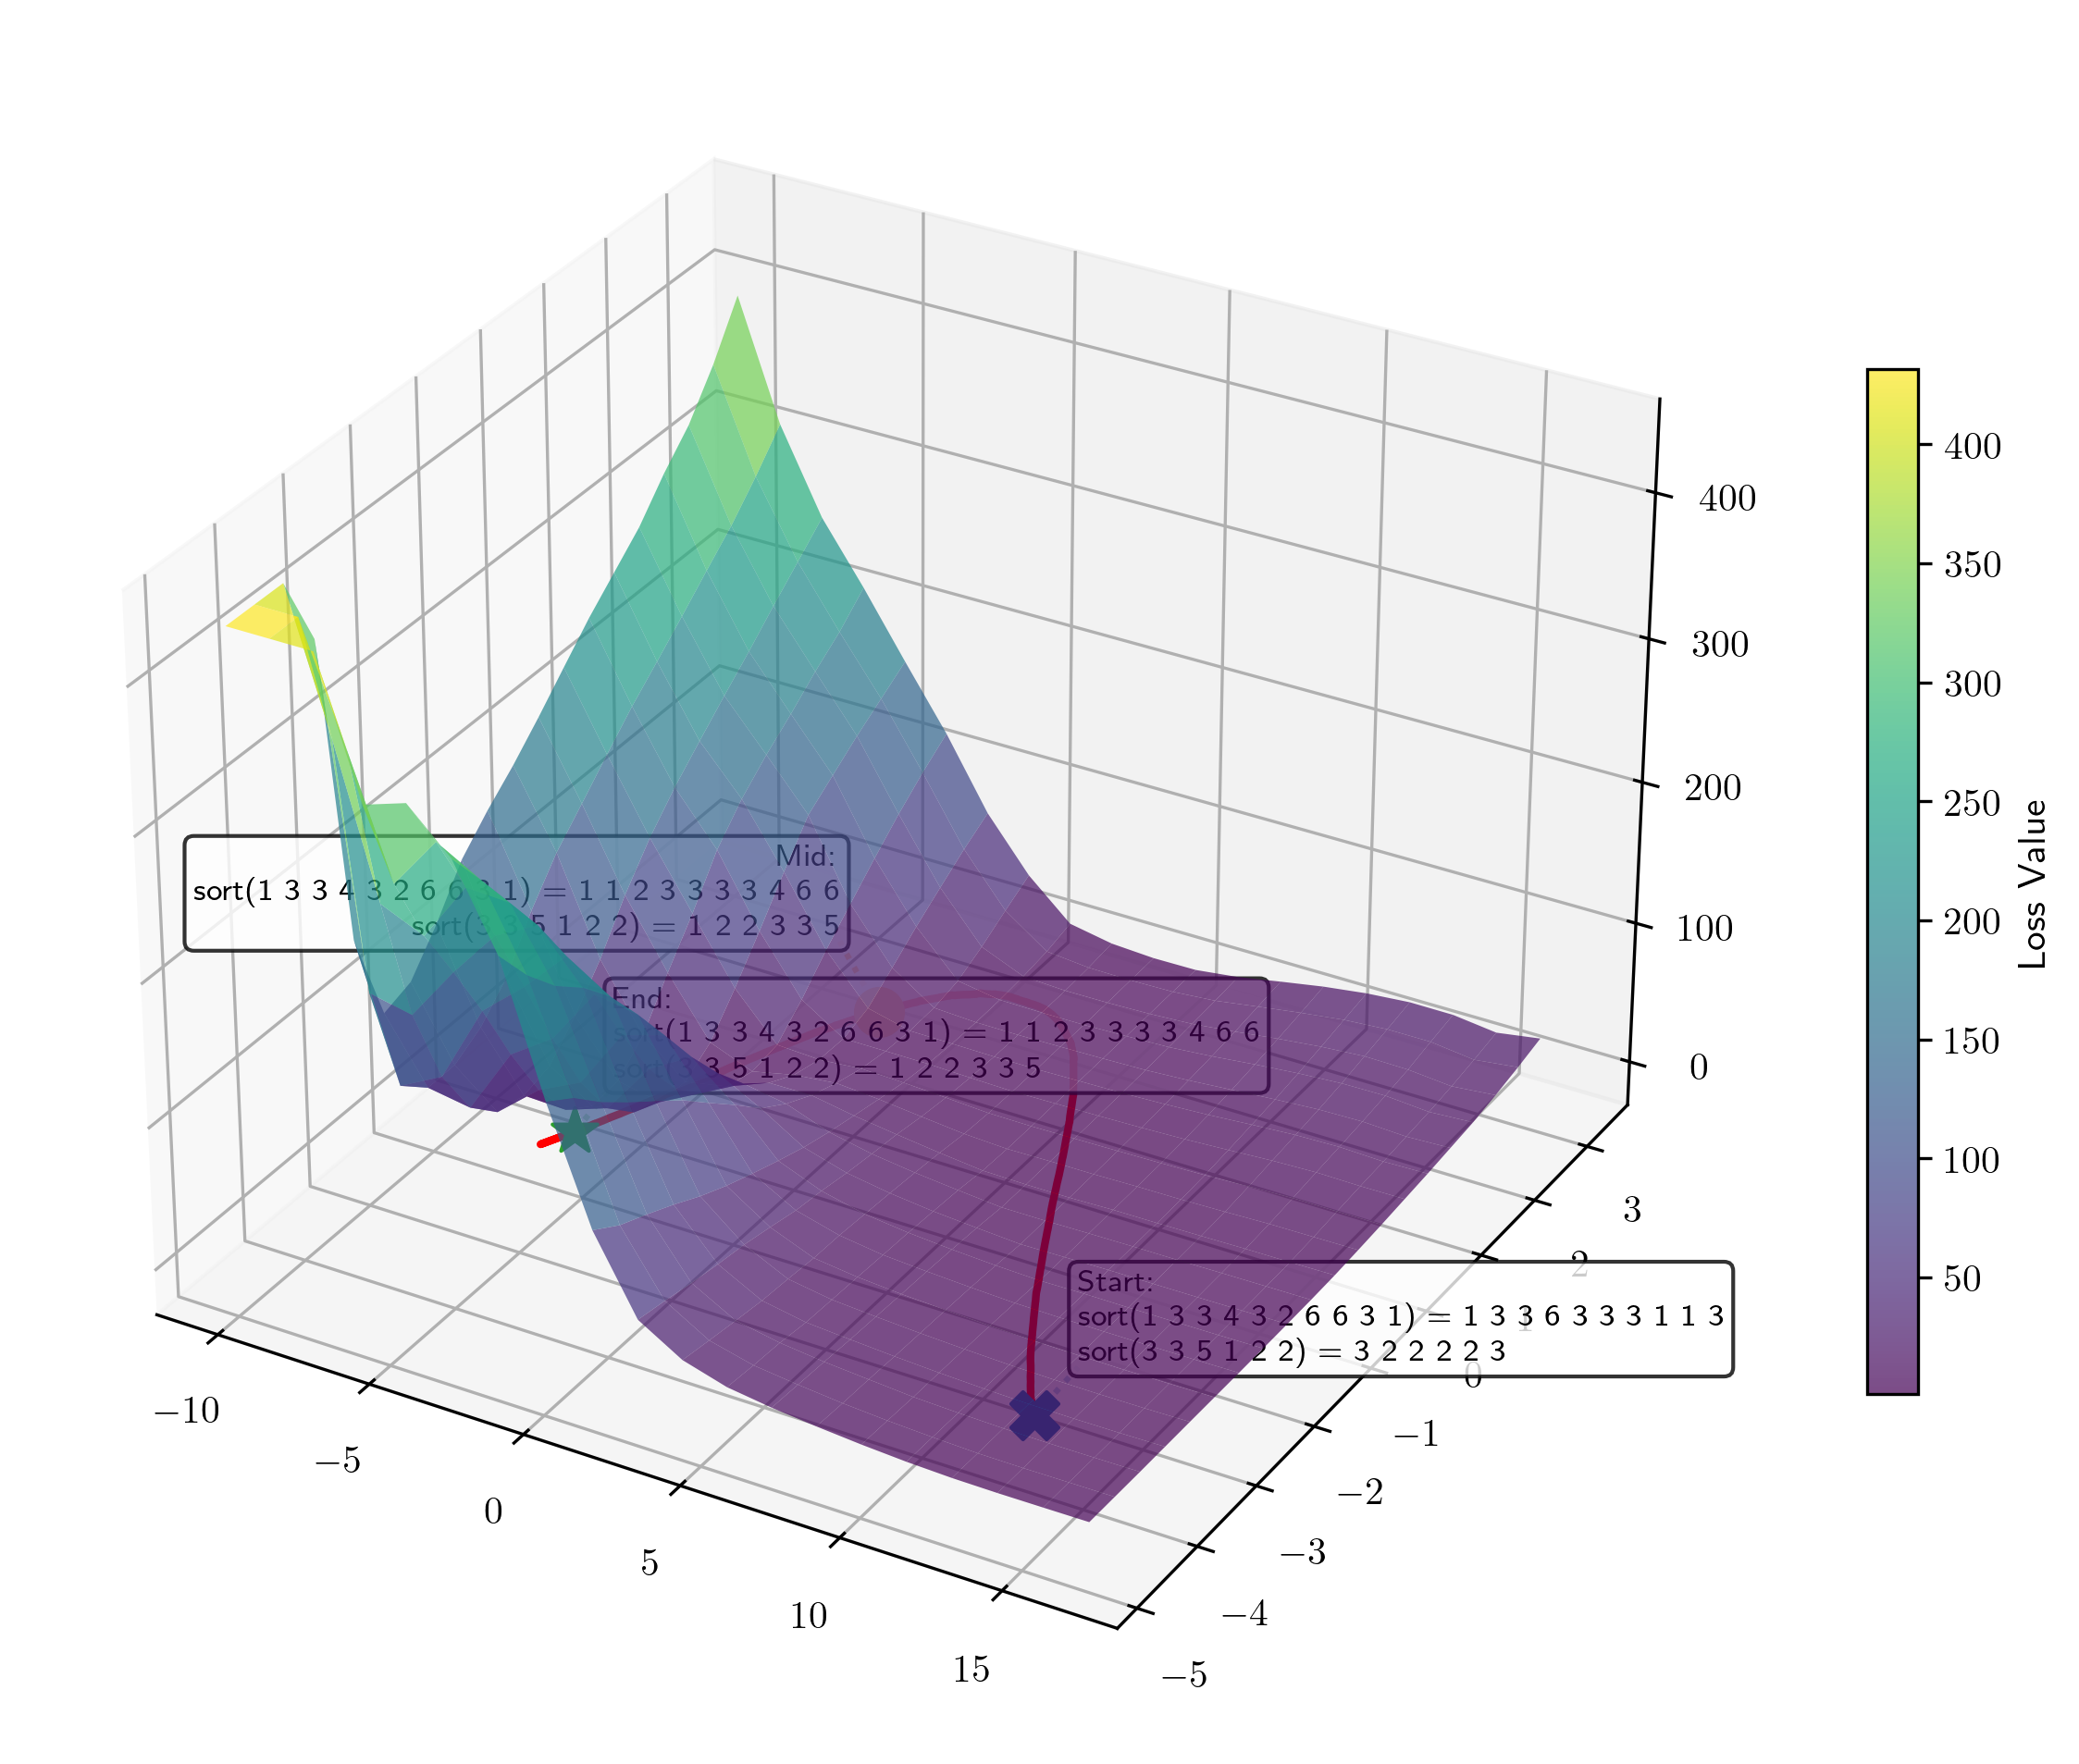 Mid:
sort(1 3 3 4 3 2 6 6 3 1) = 1 1 2 3 3 3 3 4 6 6
sort(3 3 5 1 2 2) = 1 2 2 3 3 5
End:
sort(1 3 3 4 3 2 6 6 3 1) = 1 1 2 3 3 3 3 4 6 6
sort(3 3 5 1 2 2) = 1 2 2 3 3 5
Start:
sort(1 3 3 4 3 2 6 6 3 1) = 1 3 3 6 3 3 3 1 1 3
sort(3 3 5 1 2 2) = 3 2 2 2 2 3
−10
−5
0
5
10
15
−5
−4
−3
−2
−1
0
1
2
3
0
100
200
300
400
400
350
300
250
200
150
100
50
Loss Value